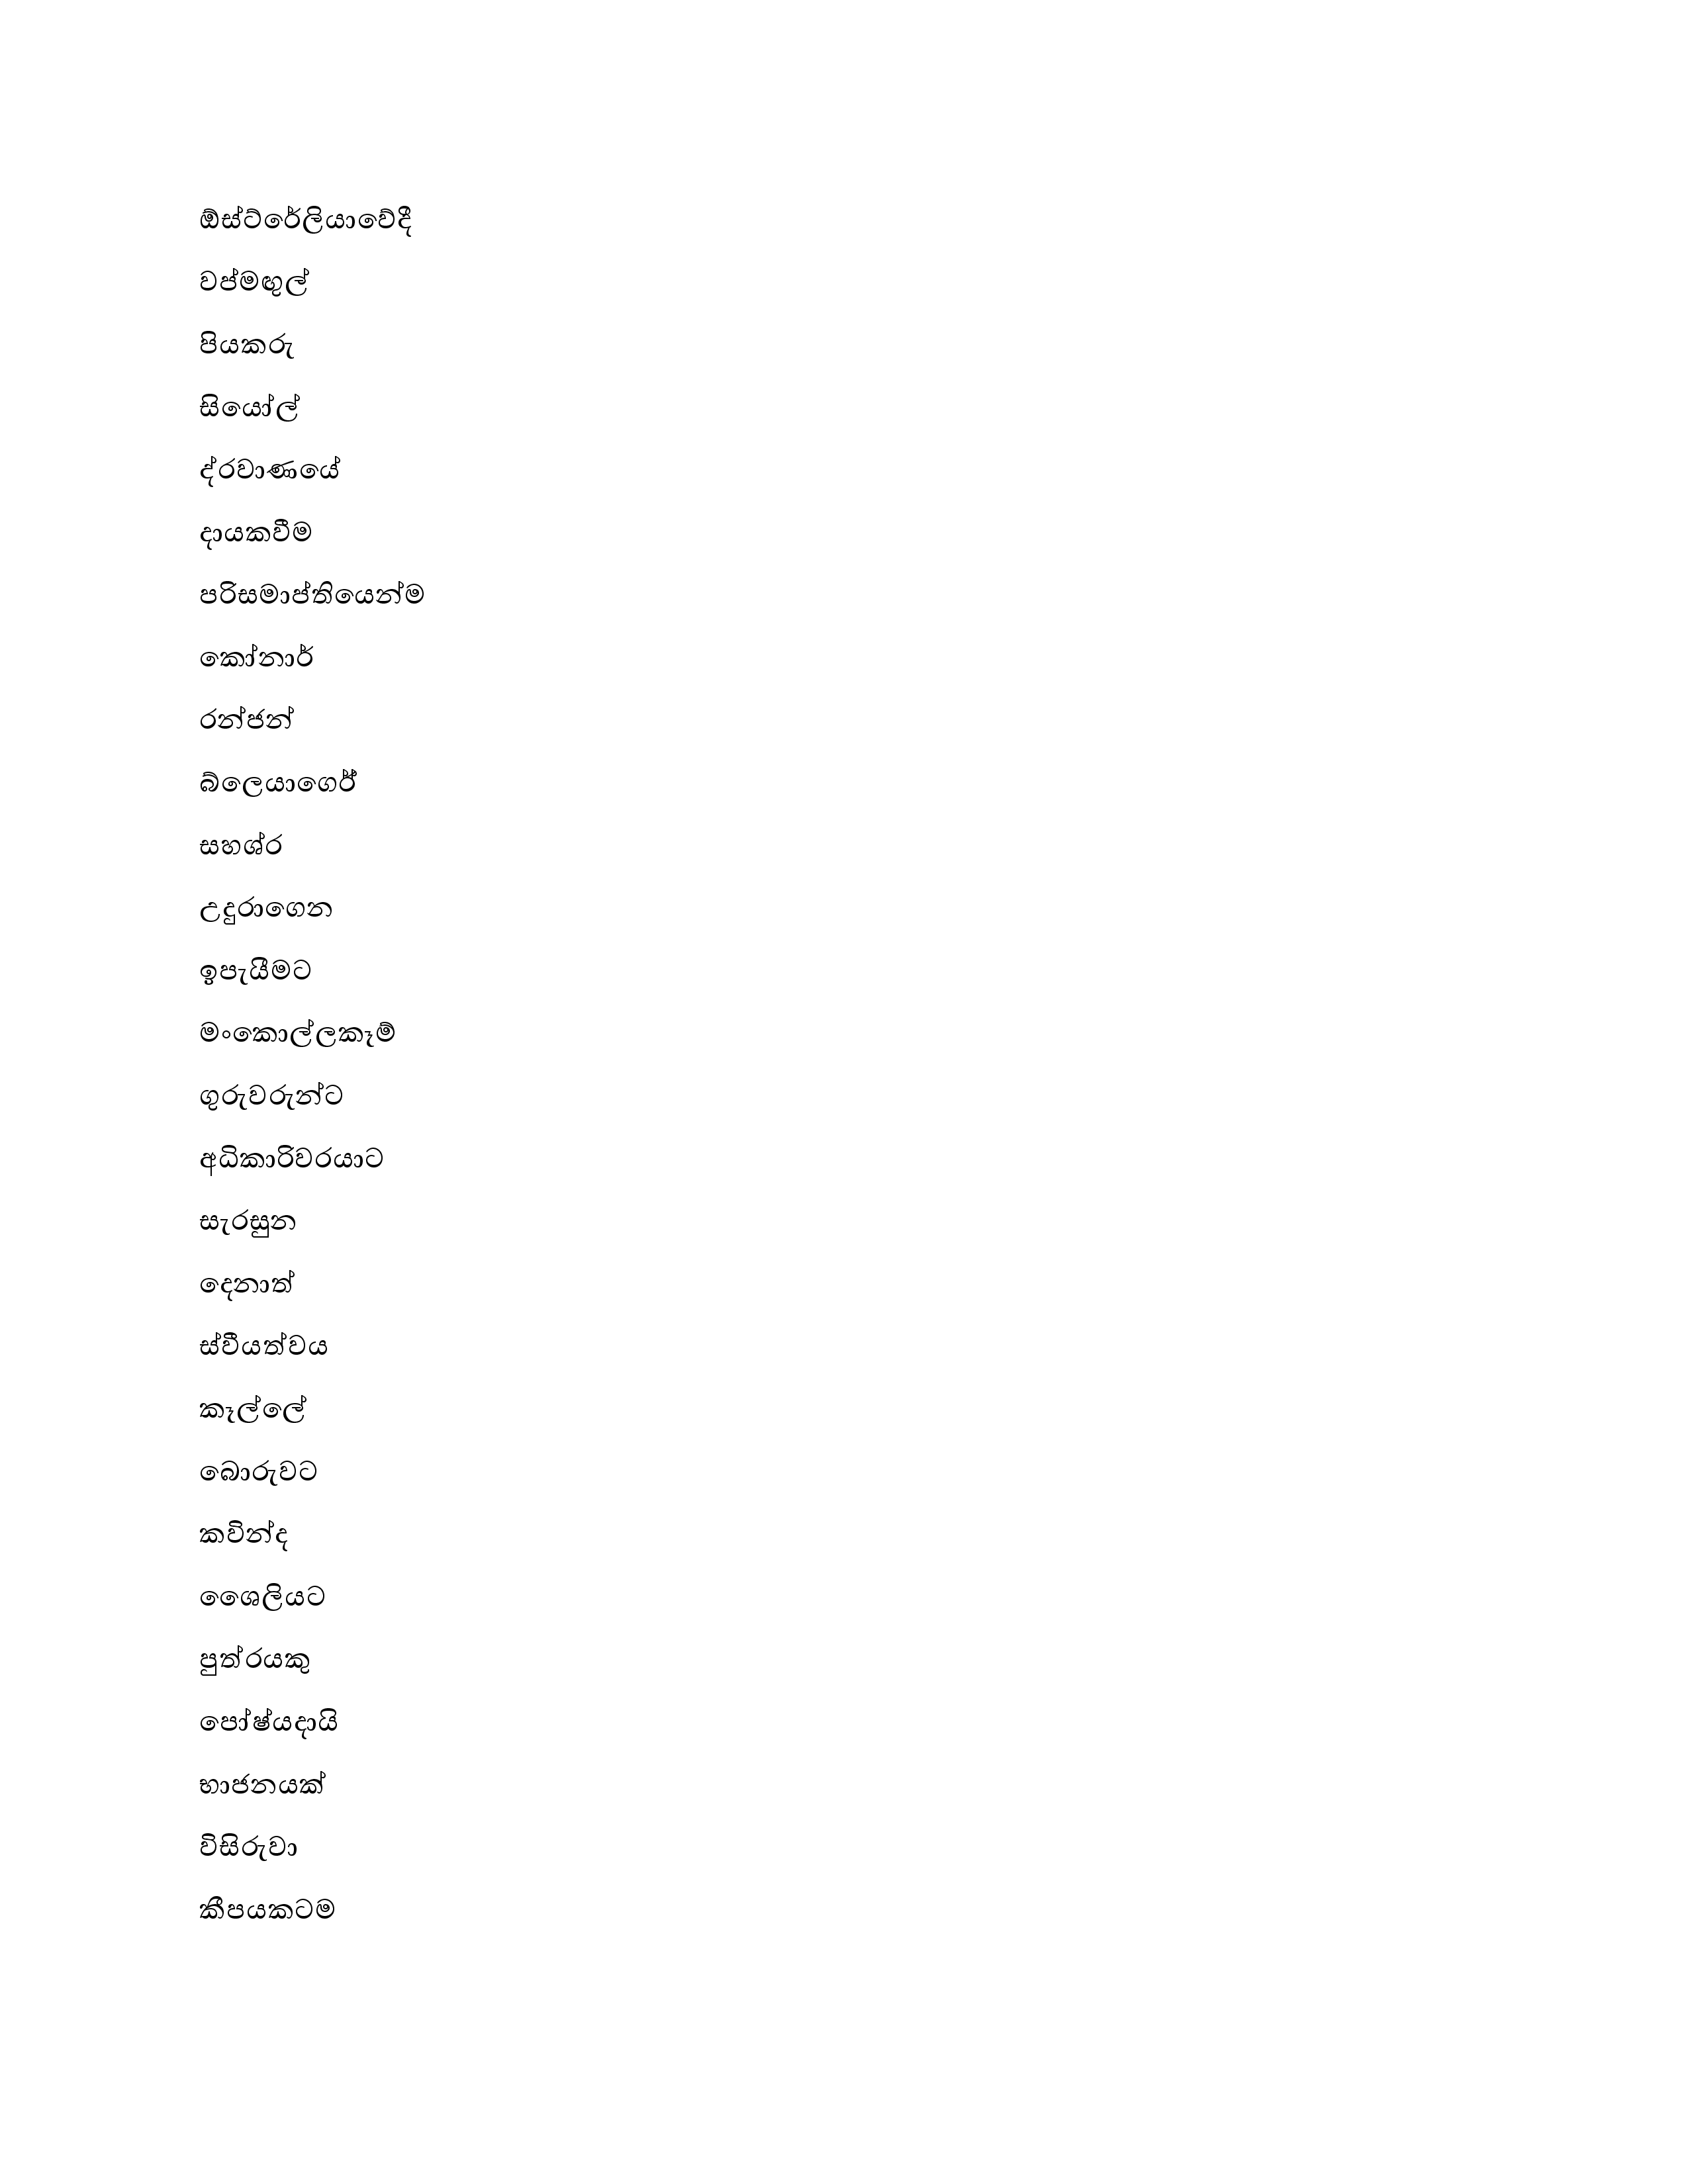 ඕස්ට්රේලියාවේදී
වප්මඟුල්
පියකරු
සියෝල්
ද්රවාණයේ
දායකවීම
පරිසමාප්තියෙන්ම
කෝනාර්
රන්ජන්
බ්ලෙයාගේ්
සහශ්ර
උදුරාගෙන
ඉපැයීමට
මංකොල්ලකෑම්
ගුරුවරුන්ට
අධිකාරිවරයාට
සැරසුන
දෙනාත්
ස්වීයත්වය
කෑල්ලේ
බොරුවට
කවින්ද
ශෛලියට
පුත්රයකු
පෝෂ්යදායි
භාජනයක්
විසිරුවා
කීපයකටම